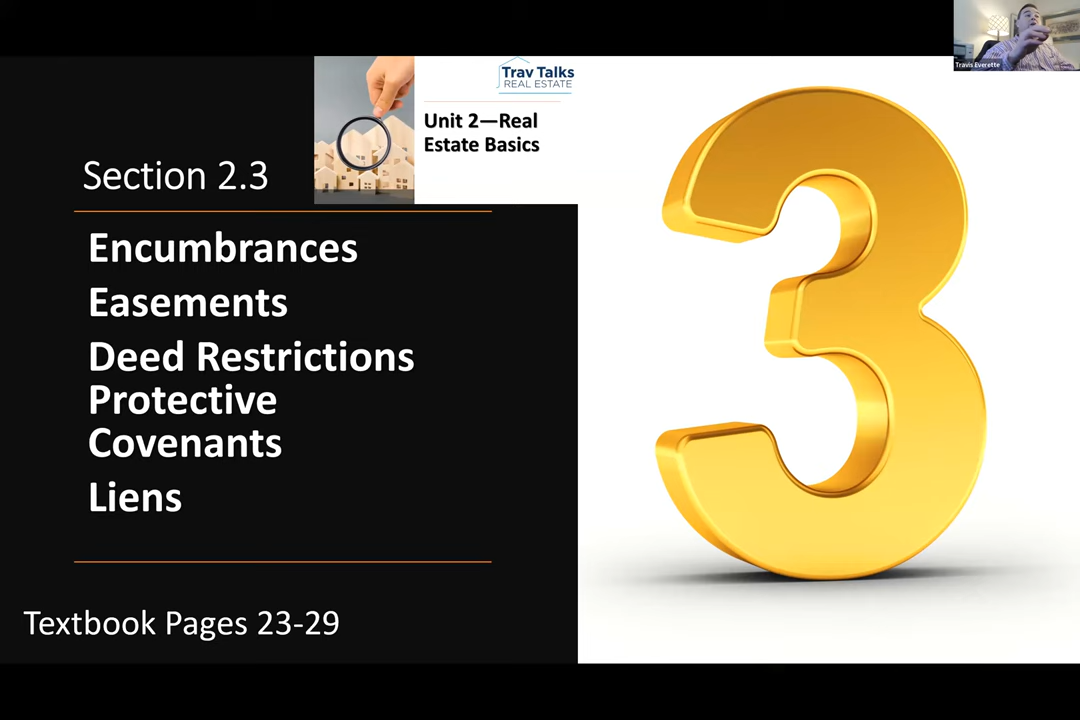 Travis Everette
Trav Talks
REAL ESTATE
Unit 2—Real
Estate Basics
Section 2.3
Encumbrances
Easements
Deed Restrictions
Protective
Covenants
Liens
Textbook Pages 23-29
3